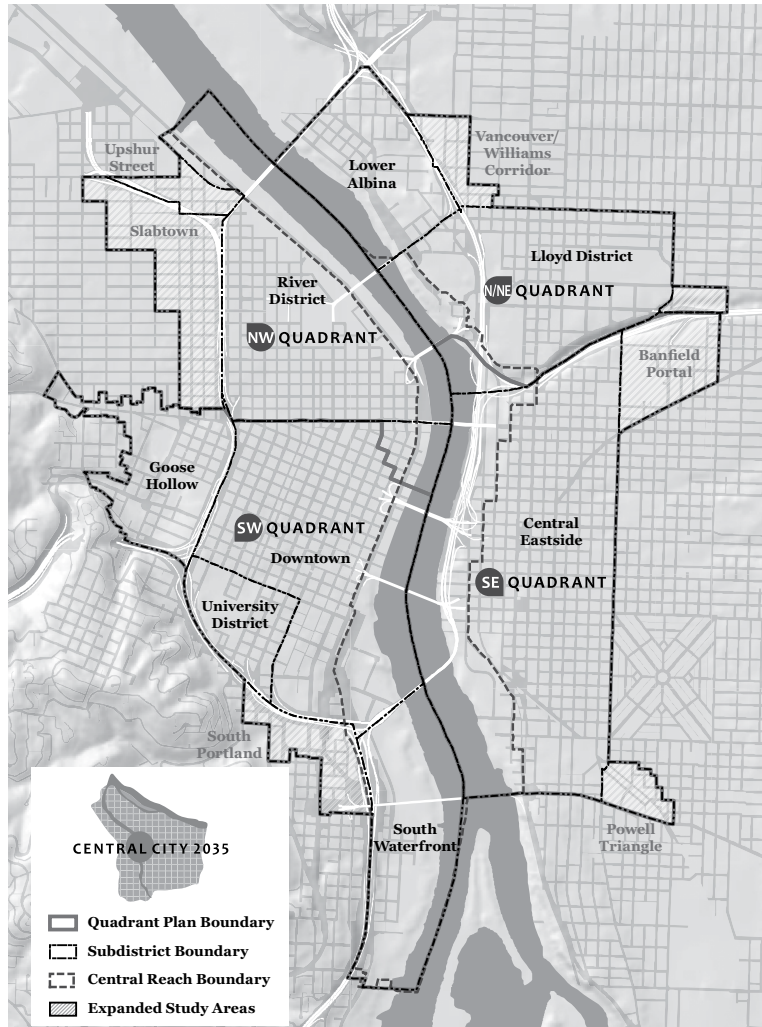 Upshur
Street
Vancouver/
Williams
Corridor
Lower
Albina
Slabtown
Lloyd District
River
District
N/NE QUADRANT
NW QUADRANT
Banfield
Portal
Goose
Hollow
SW QUADRANT
Downtown
Central
Eastside
SE QUADRANT
University
District
South
Portland
South
Waterfront
Powell
Triangle
CENTRAL CITY 2035
Quadrant Plan Boundary
Subdistrict Boundary
Central Reach Boundary
Expanded Study Areas